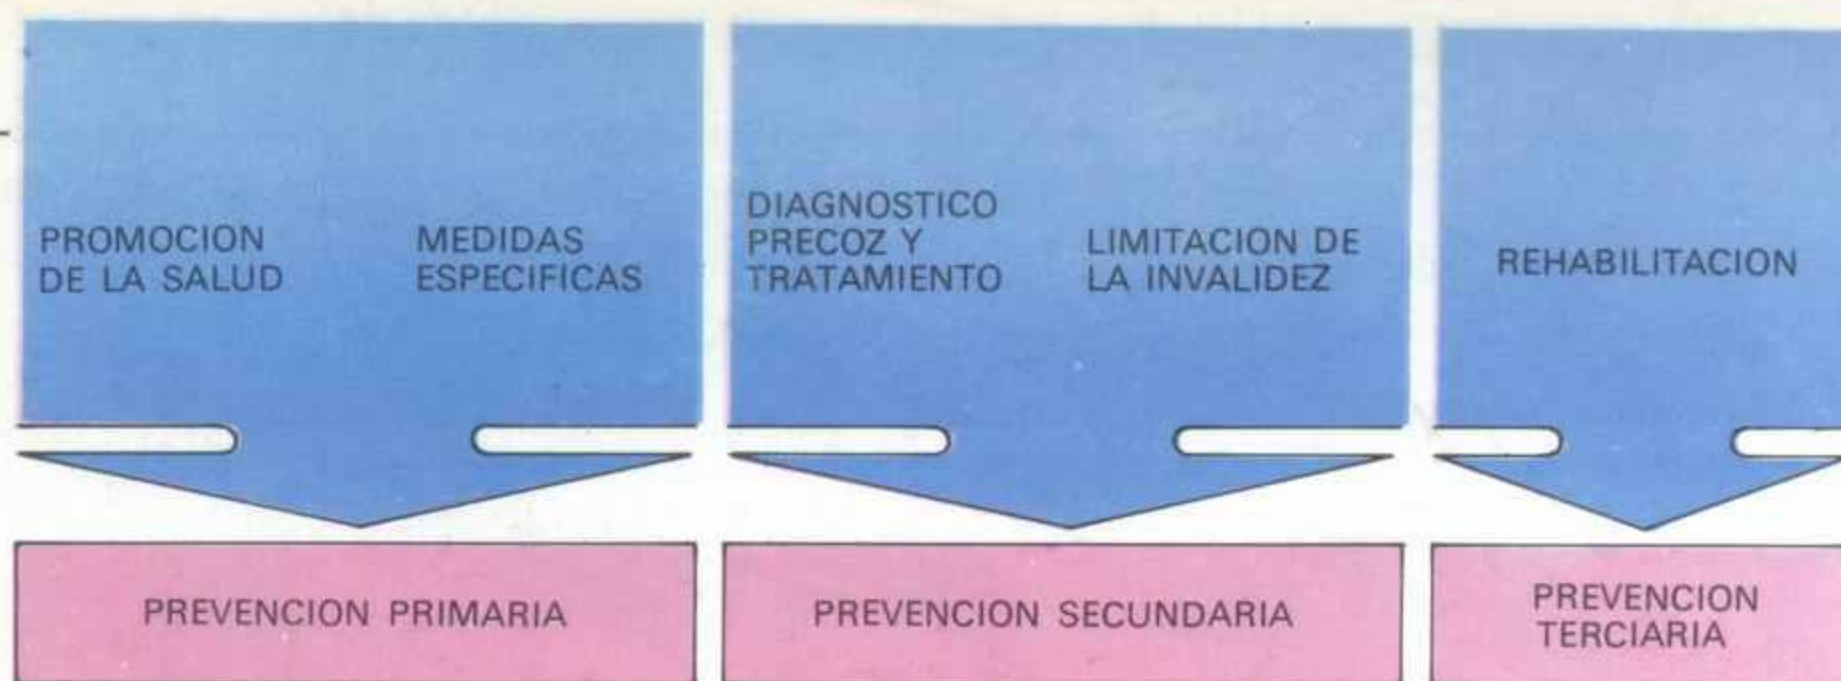 PROMOCION
DE LA SALUD
MEDIDAS
ESPECIFICAS
DIAGNOSTICO
PRECOZ Y
TRATAMIENTO
LIMITACION DE
LA INVALIDEZ
REHABILITACION
PREVENCION PRIMARIA
PREVENCION SECUNDARIA
PREVENCION
TERCIARIA